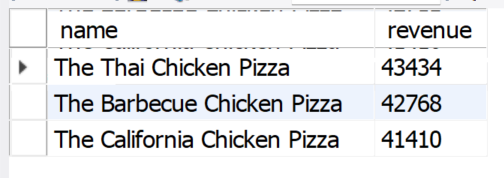 name revenue
The Thai Chicken Pizza 43434
The Barbecue Chicken Pizza 42768
The California Chicken Pizza 41410